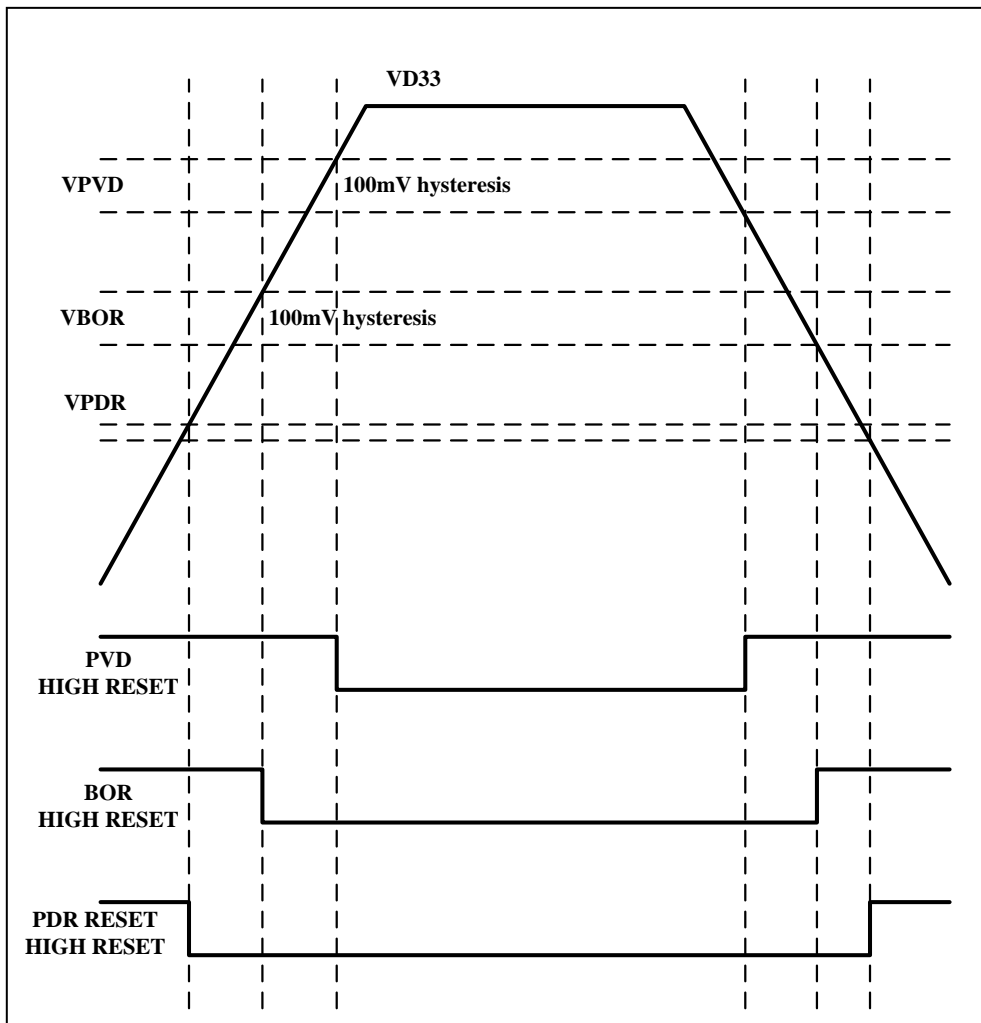 VD33
VPVD
100mV hysteresis
VBOR
100mV hysteresis
VPDR
PVD
HIGH RESET
BOR
HIGH RESET
PDR RESET
HIGH RESET